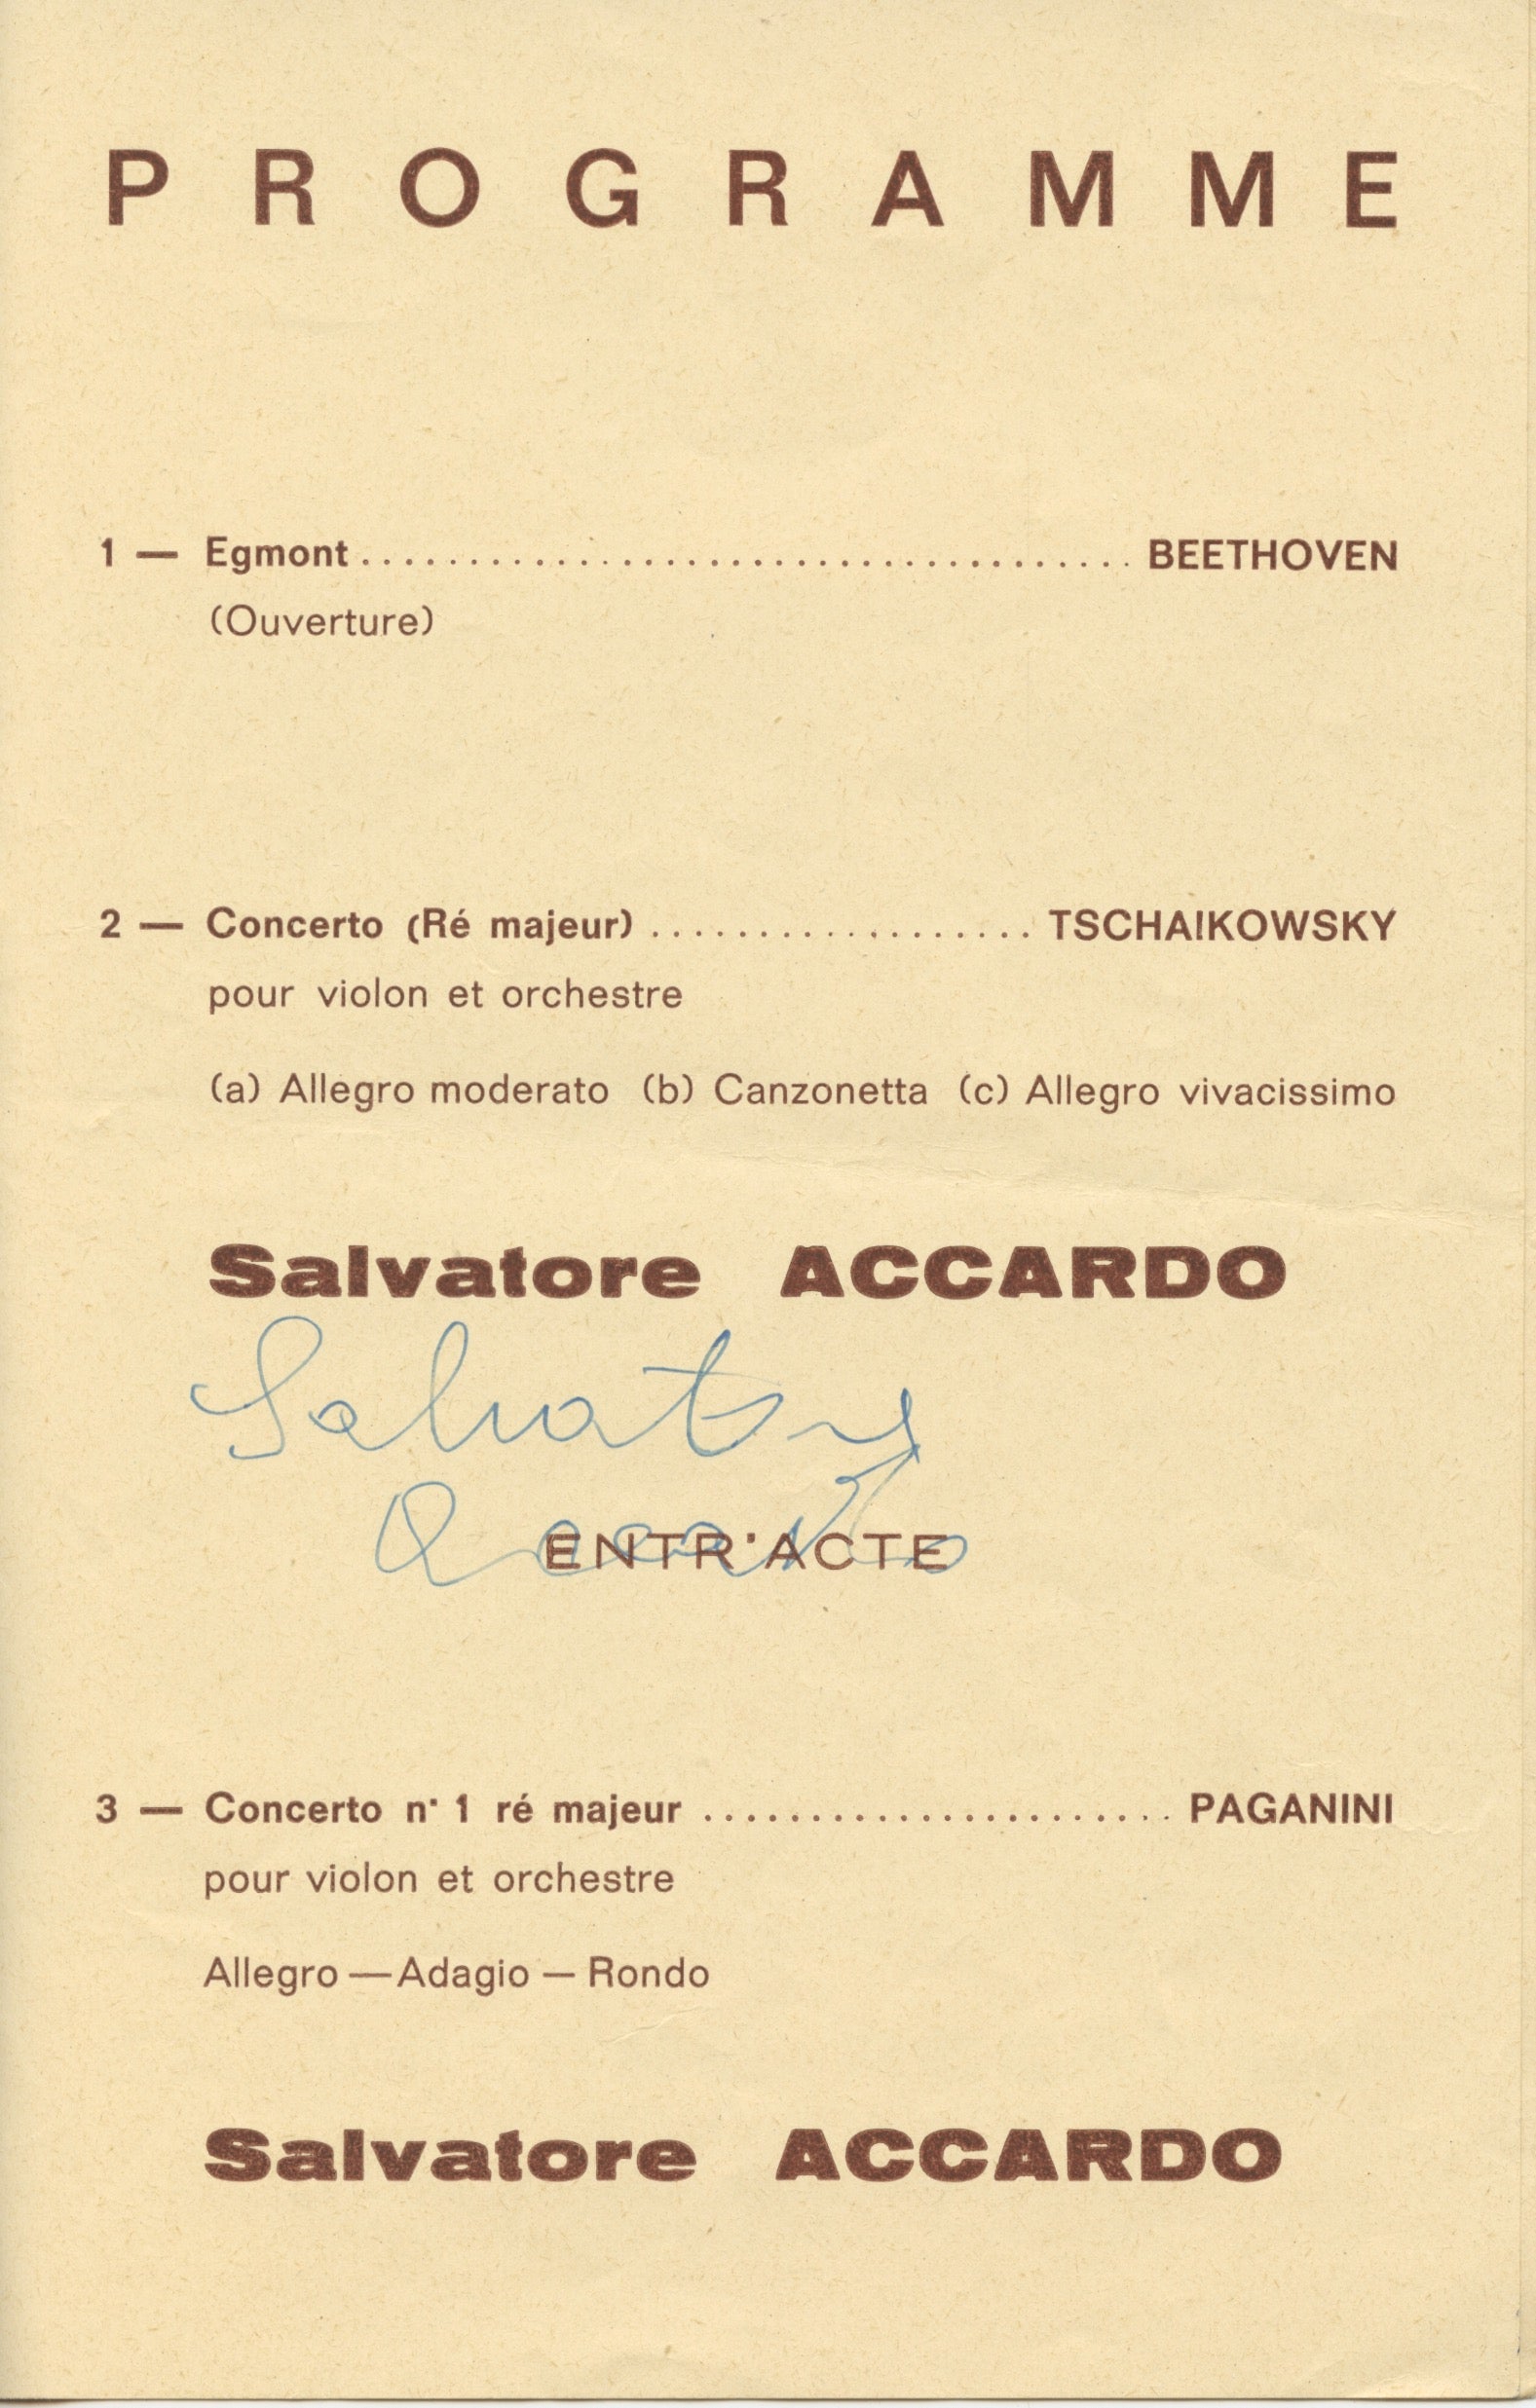 PROGRAMME
1 — Egmont ..................................... BEETHOVEN
(Ouverture)
2 — Concerto (Ré majeur) .................. TSCHAIKOWSKY
pour violon et orchestre
(a) Allegro moderato (b) Canzonetta (c) Allegro vivacissimo
Salvatore ACCARDO
Salvatore
Accardo
ENTR'ACTE
3 — Concerto n° 1 ré majeur ...................... PAGANINI
pour violon et orchestre
Allegro — Adagio — Rondo
Salvatore ACCARDO